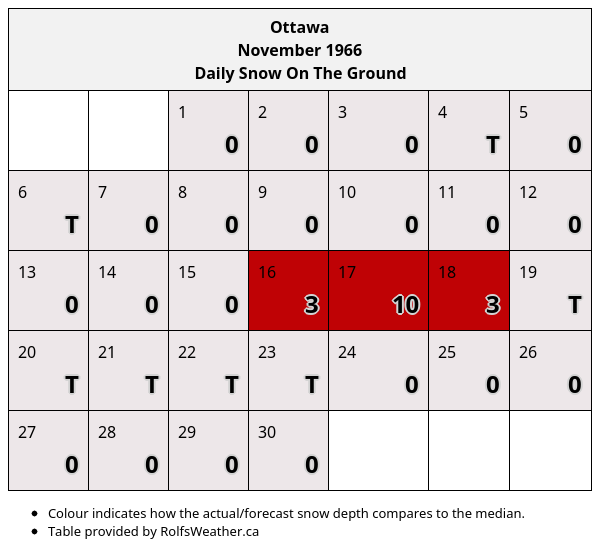 Ottawa
November 1966
Daily Snow On The Ground
1 2 3 4 5
0 0 0 T 0
6 7 8 9 10 11 12
T 0 0 0 0 0 0
13 14 15 16 17 18 19
0 0 0 3 10 3 T
20 21 22 23 24 25 26
T T T T 0 0 0
27 28 29 30
0 0 0 0
• Colour indicates how the actual/forecast snow depth compares to the median.
• Table provided by RolfsWeather.ca